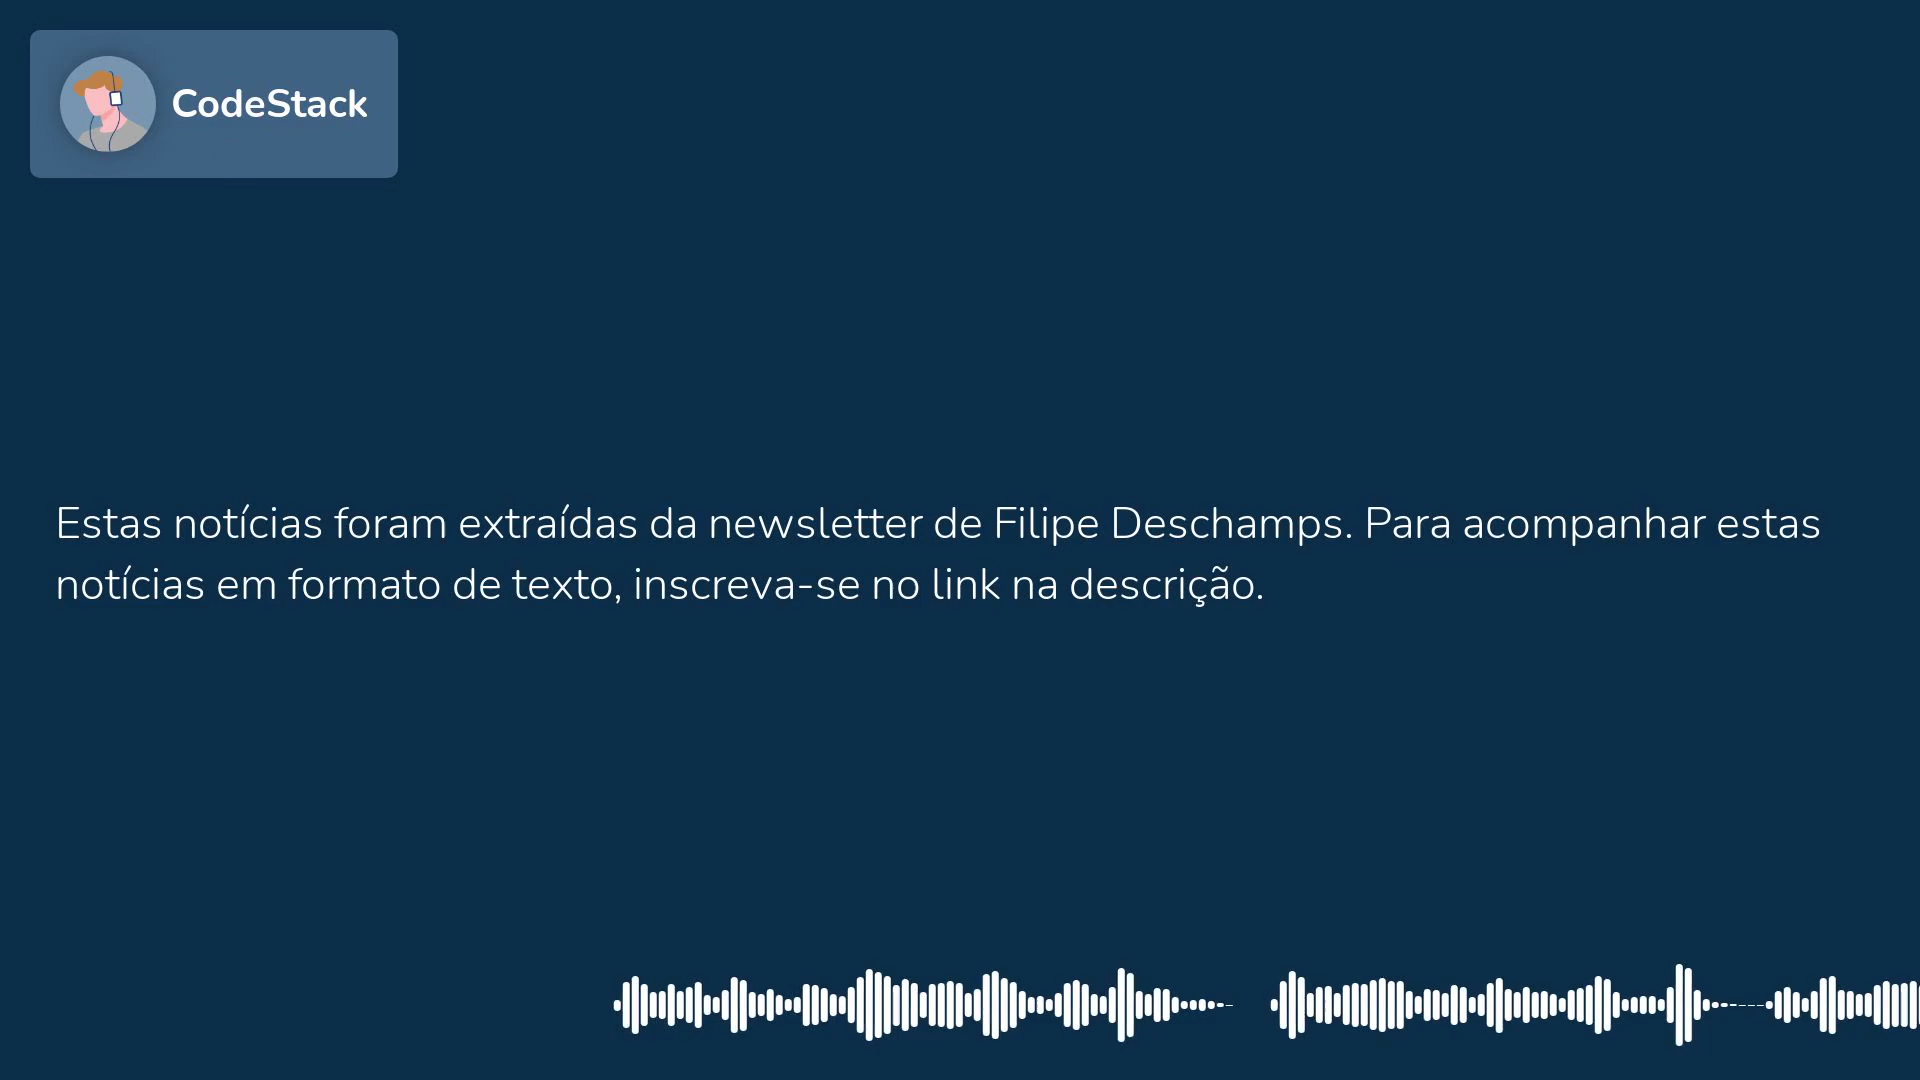 CodeStack
Estas notícias foram extraídas da newsletter de Filipe Deschamps. Para acompanhar estas
notícias em formato de texto, inscreva-se no link na descrição.